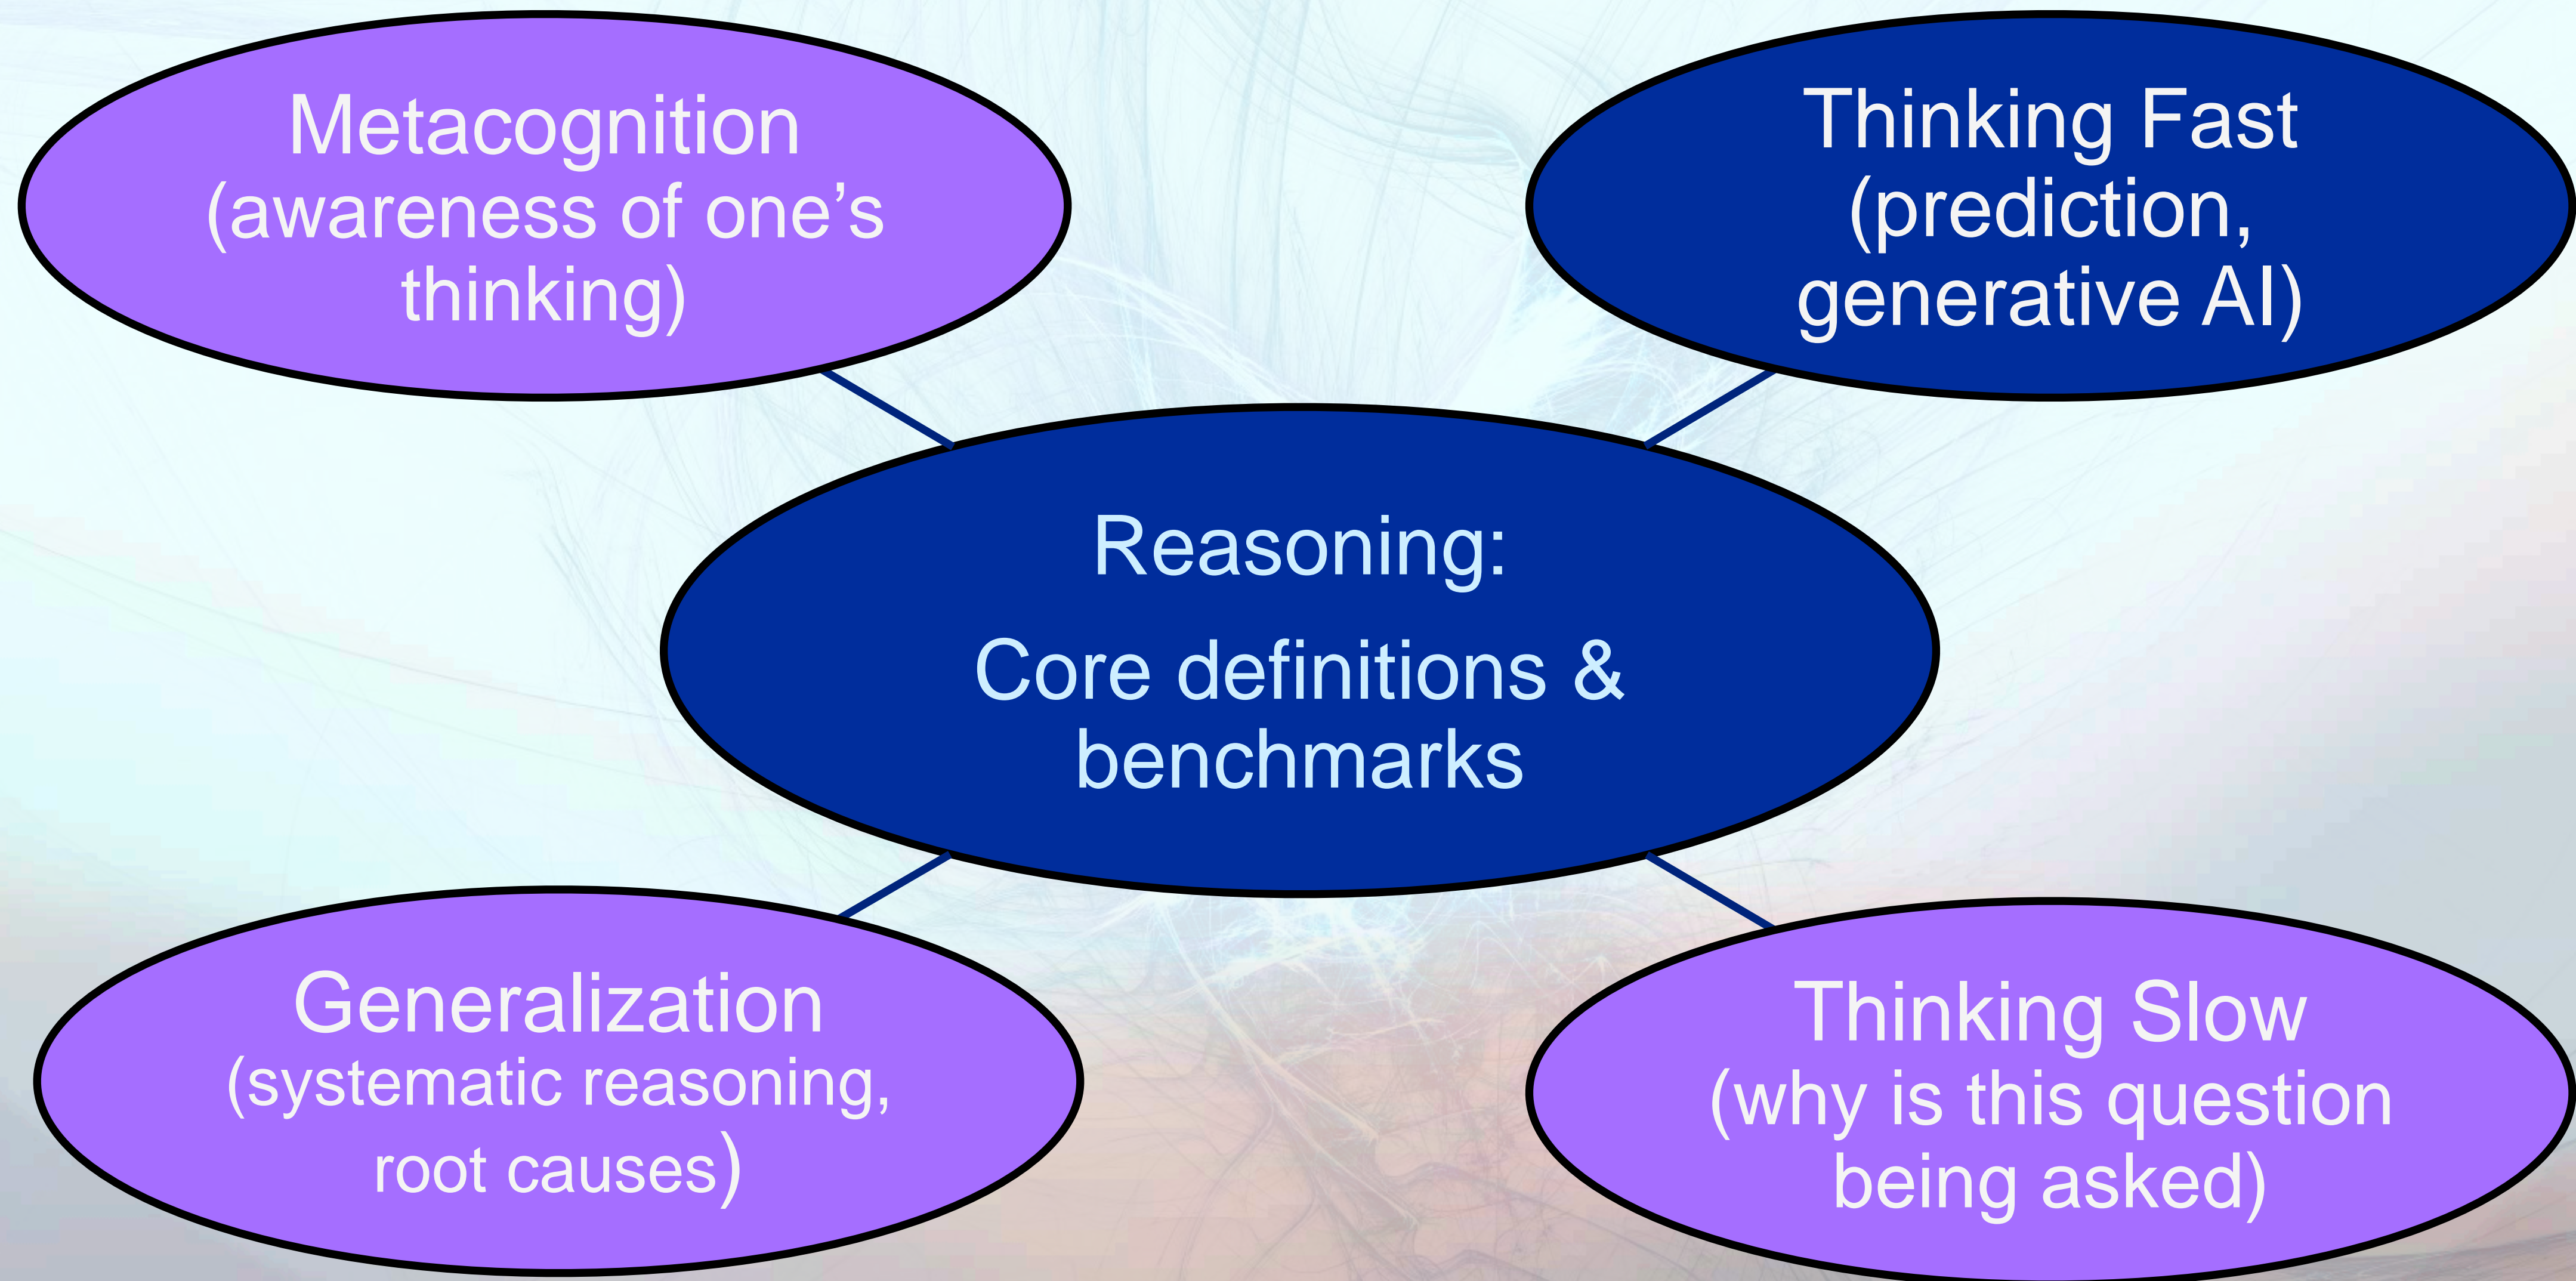 Metacognition
(awareness of one’s
thinking)
Thinking Fast
(prediction,
generative AI)
Reasoning:
Core definitions &
benchmarks
Generalization
(systematic reasoning,
root causes)
Thinking Slow
(why is this question
being asked)